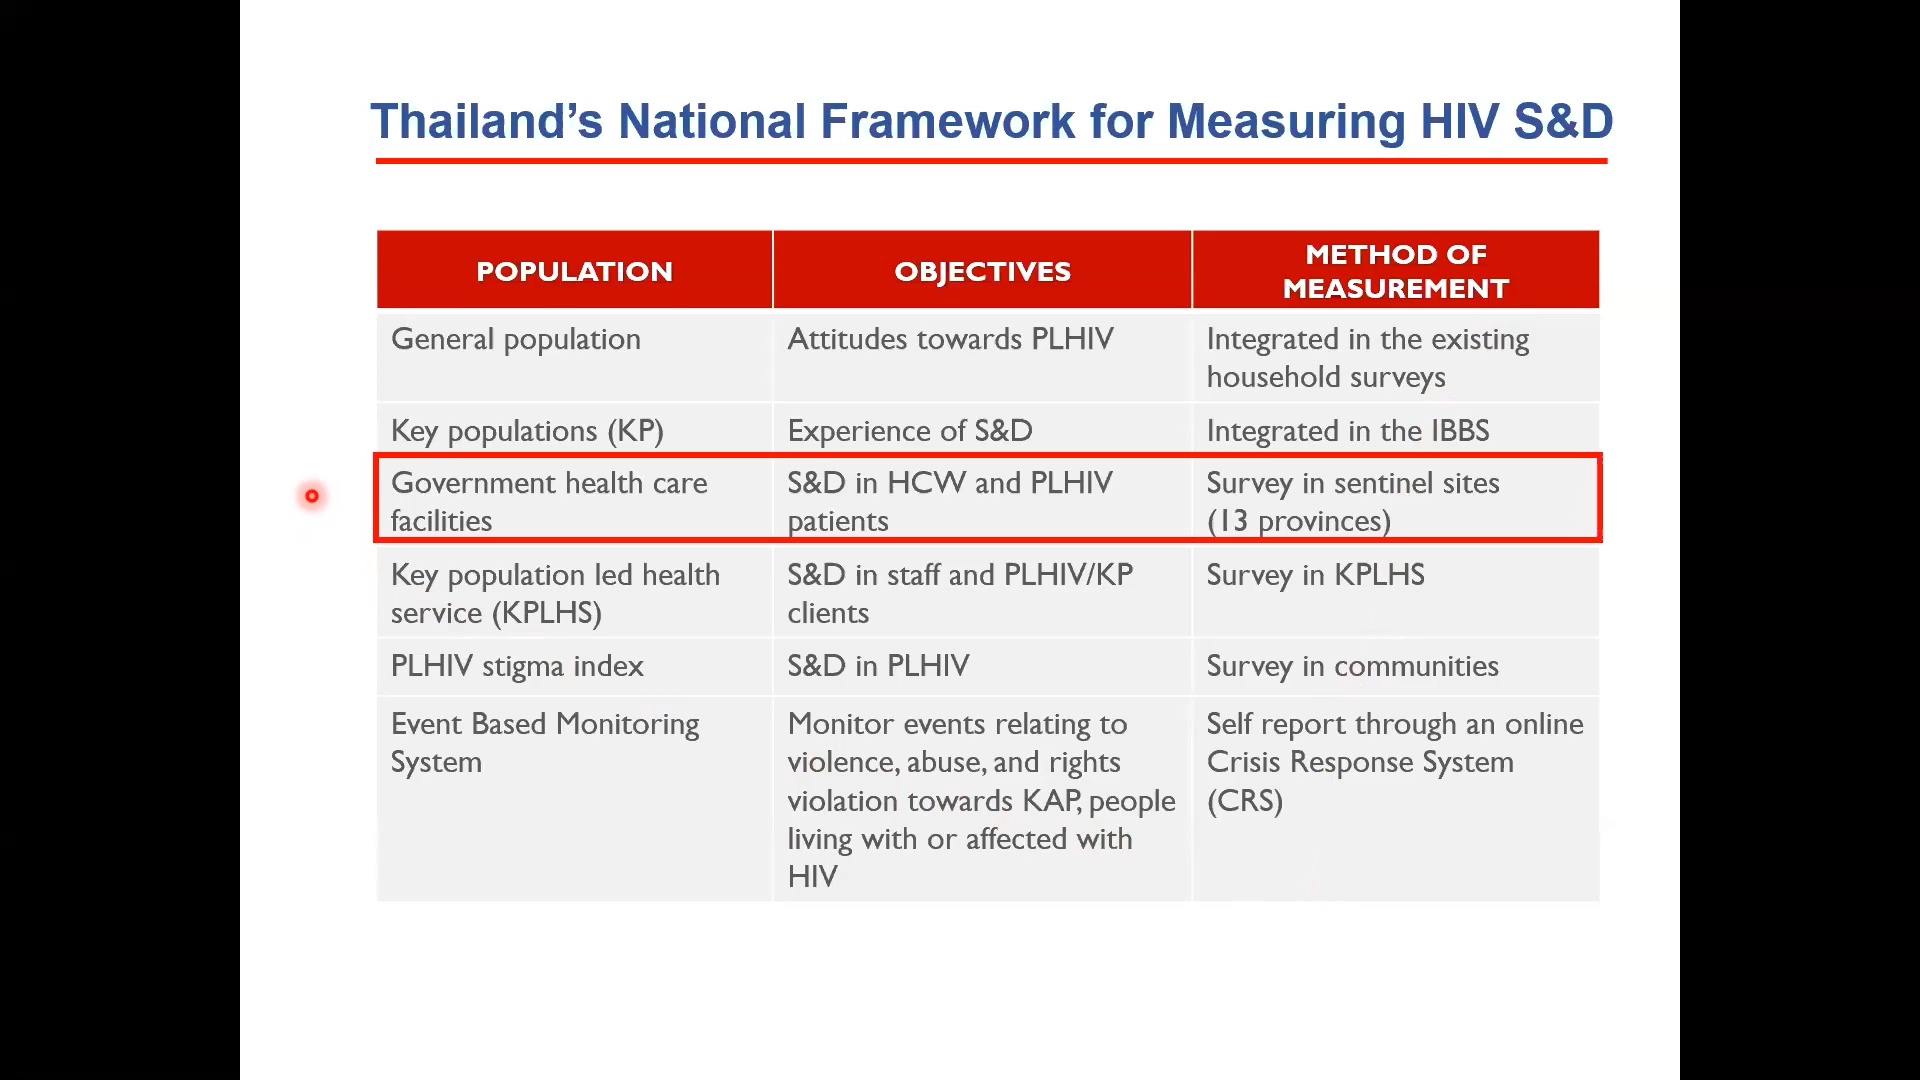 Thailand’s National Framework for Measuring HIV S&D
POPULATION
OBJECTIVES
METHOD OF
MEASUREMENT
General population
Attitudes towards PLHIV
Integrated in the existing
household surveys
Key populations (KP)
Experience of S&D
Integrated in the IBBS
Government health care
facilities
S&D in HCW and PLHIV
patients
Survey in sentinel sites
(13 provinces)
Key population led health
service (KPLHS)
S&D in staff and PLHIV/KP
clients
Survey in KPLHS
PLHIV stigma index
S&D in PLHIV
Survey in communities
Event Based Monitoring
System
Monitor events relating to
violence, abuse, and rights
violation towards KAP, people
living with or affected with
HIV
Self report through an online
Crisis Response System
(CRS)